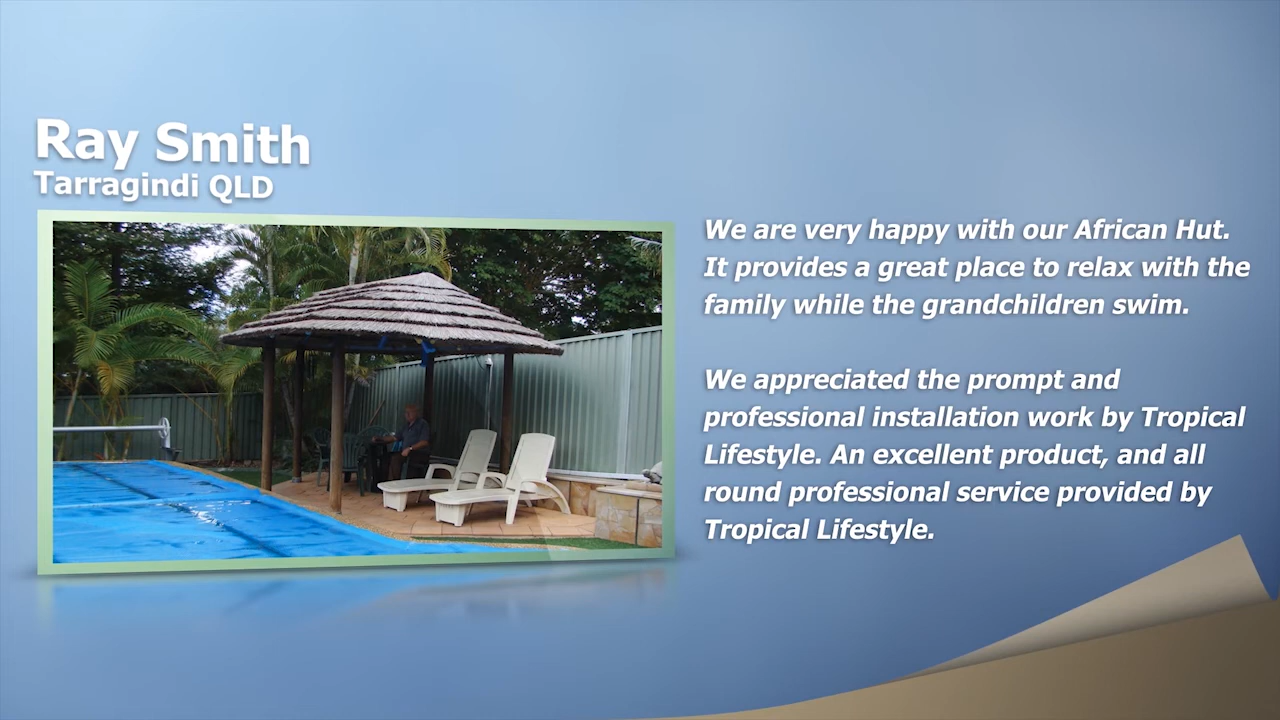 Ray Smith
Tarragindi QLD
We are very happy with our African Hut.
It provides a great place to relax with the
family while the grandchildren swim.
We appreciated the prompt and
professional installation work by Tropical
Lifestyle. An excellent product, and all
round professional service provided by
Tropical Lifestyle.